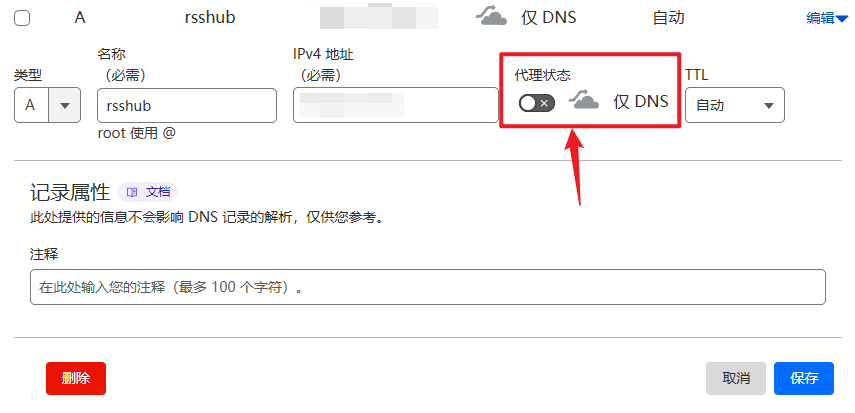 A rsshub 仅 DNS 自动 编辑
类型 名称 （必需） IPv4 地址 （必需） 代理状态 TTL
A rsshub 仅 DNS 自动
root 使用 @
记录属性 文档
此处提供的信息不会影响 DNS 记录的解析，仅供您参考。
注释
在此处输入您的注释（最多 100 个字符）。
删除 取消 保存